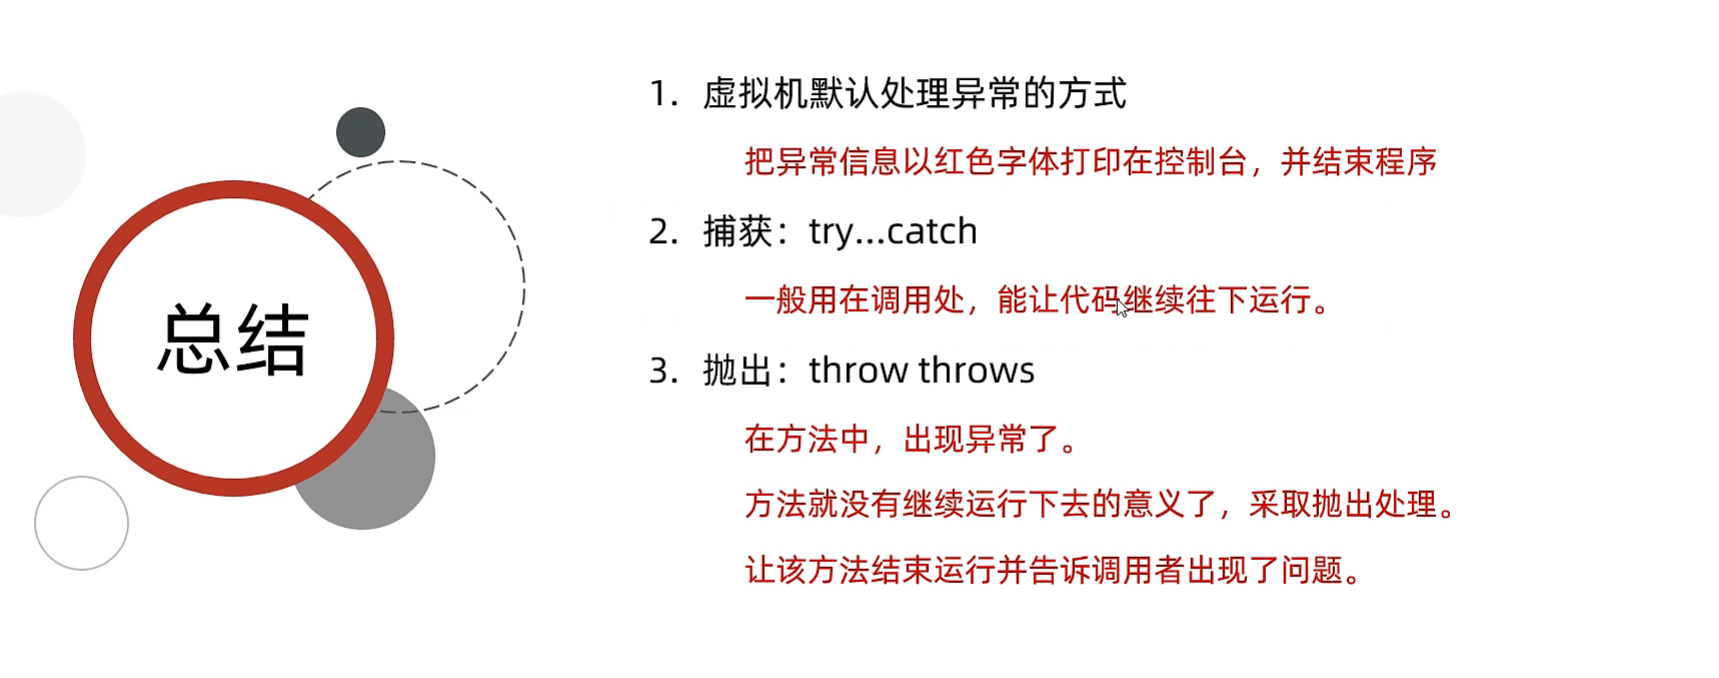 总结
1. 虚拟机默认处理异常的方式
把异常信息以红色字体打印在控制台，并结束程序
2. 捕获：try...catch
一般用在调用处，能让代码继续往下运行。
3. 抛出：throw throws
在方法中，出现异常了。
方法就没有继续运行下去的意义了，采取抛出处理。
让该方法结束运行并告诉调用者出现了问题。